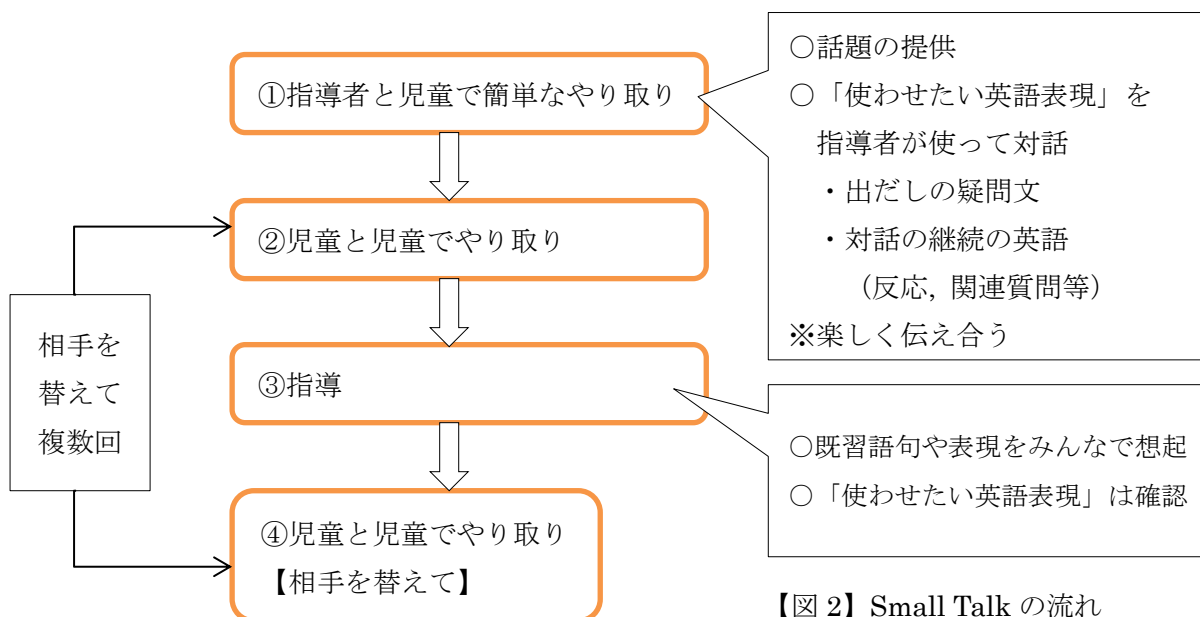 ①指導者と児童で簡単なやり取り
○話題の提供
○「使わせたい英語表現」を
指導者が使って対話
・出だしの疑問文
・対話の継続の英語
（反応, 関連質問等）
※楽しく伝え合う
②児童と児童でやり取り
相手を
替えて
複数回
③指導
○既習語句や表現をみんなで想起
○「使わせたい英語表現」は確認
④児童と児童でやり取り
【相手を替えて】
【図 2】Small Talk の流れ